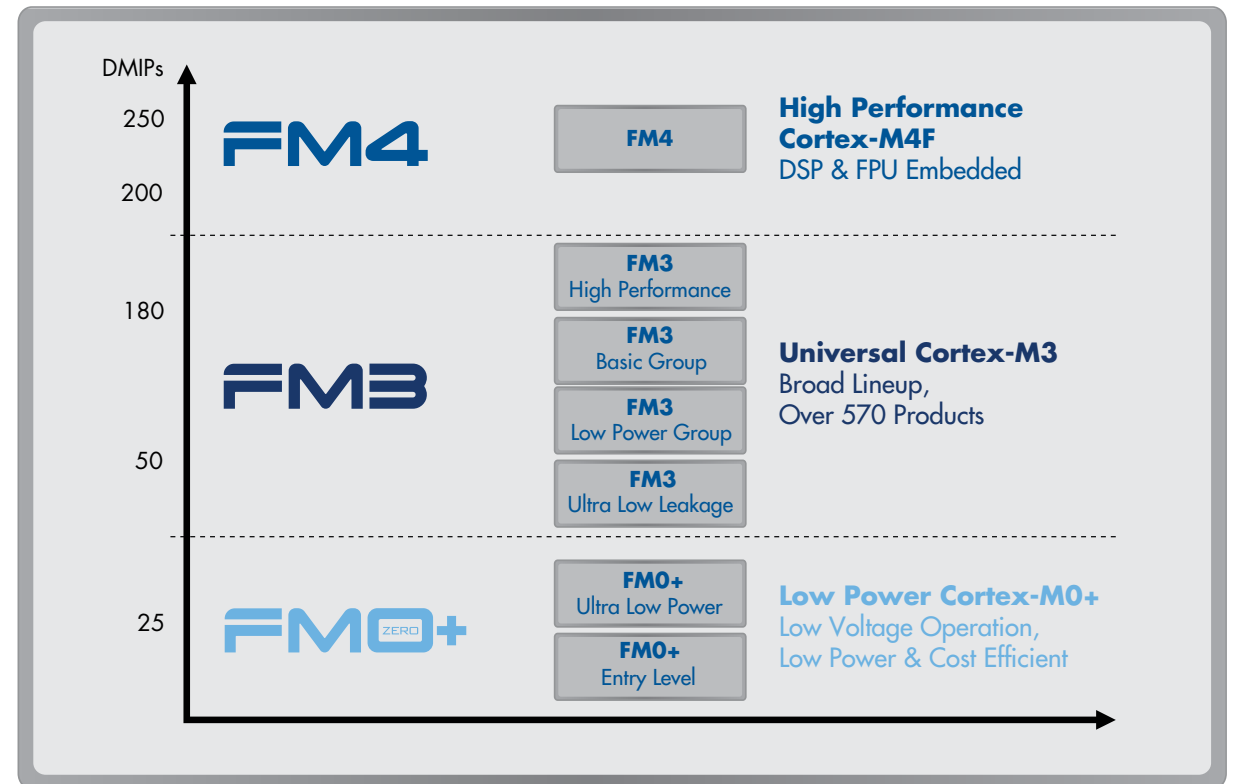 DMIPs
250
200
180
50
25
FM4
FM4
High Performance
Cortex-M4F
DSP & FPU Embedded
FM3
FM3
High Performance
FM3
Basic Group
FM3
Low Power Group
FM3
Ultra Low Leakage
Universal Cortex-M3
Broad Lineup,
Over 570 Products
FM0+
ZERO
FM0+
Ultra Low Power
FM0+
Entry Level
Low Power Cortex-M0+
Low Voltage Operation,
Low Power & Cost Efficient